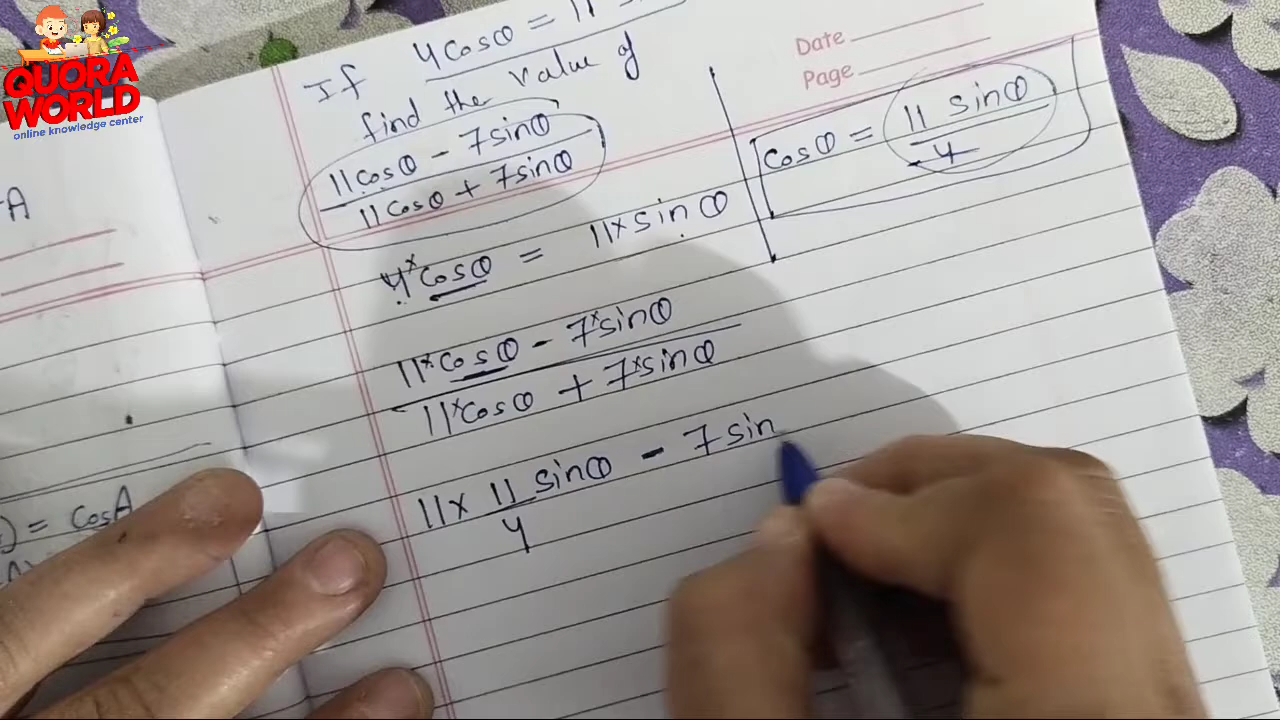 QUORA
WORLD
online knowledge center
If 4cosθ = 11
find the value of
11cosθ - 7sinθ
11cosθ + 7sinθ
Date
Page
cosθ = 11 sinθ
4
4×cosθ = 11×sinθ
11×cosθ - 7×sinθ
11×cosθ + 7×sinθ
11× 11 sinθ - 7sin
4
A
) = cosA